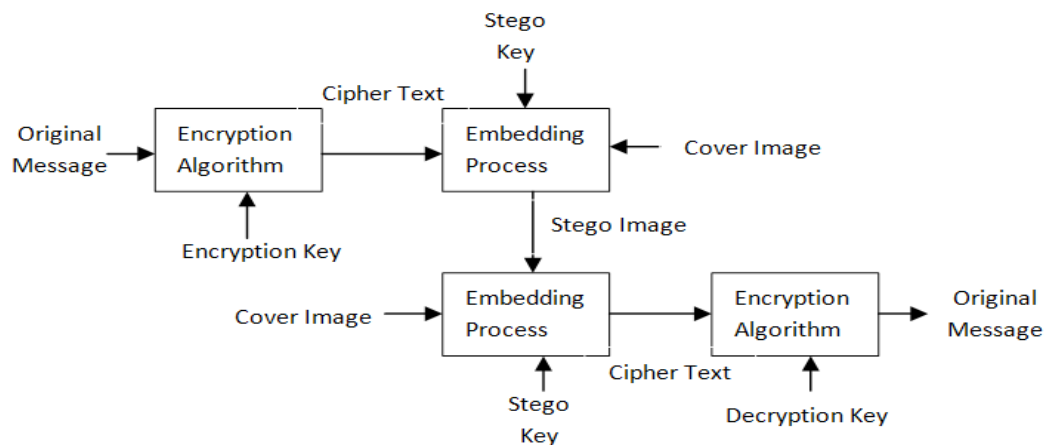 Stego
Key
Cipher Text
Original
Message
Encryption
Algorithm
Embedding
Process
Cover Image
Encryption Key
Stego Image
Cover Image
Embedding
Process
Encryption
Algorithm
Original
Message
Cipher Text
Stego
Key
Decryption Key